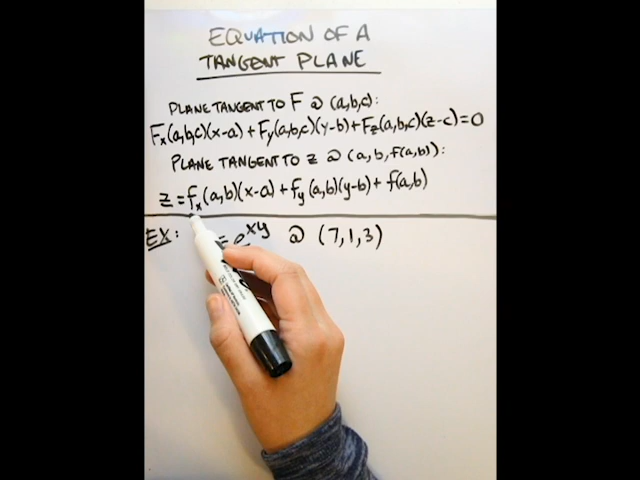 EQUATION OF A
TANGENT PLANE
PLANE TANGENT TO F @ (a,b,c):
Fx(a,b,c)(x-a)+Fy(a,b,c)(y-b)+Fz(a,b,c)(z-c)=0
PLANE TANGENT TO z @ (a,b,f(a,b)):
z=fx(a,b)(x-a)+fy(a,b)(y-b)+f(a,b)
EX: = e^xy @ (7,1,3)